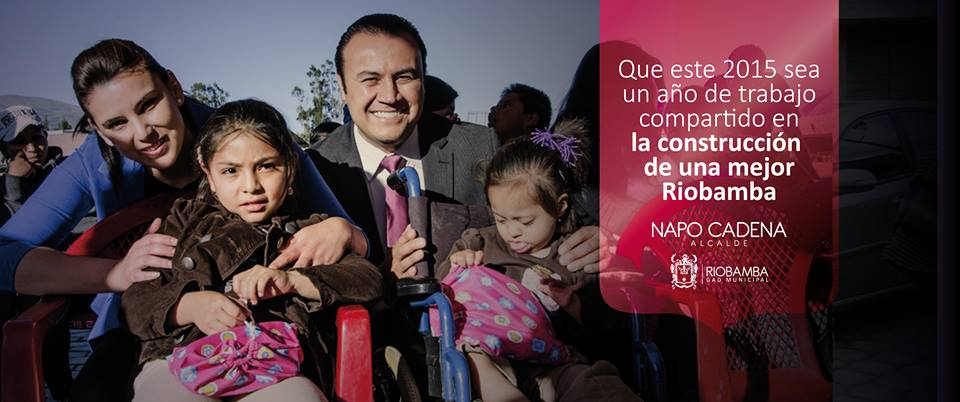 Que este 2015 sea
un año de trabajo
compartido en
la construcción
de una mejor
Riobamba
NAPO CADENA
ALCALDE
RIOBAMBA
GAD MUNICIPAL